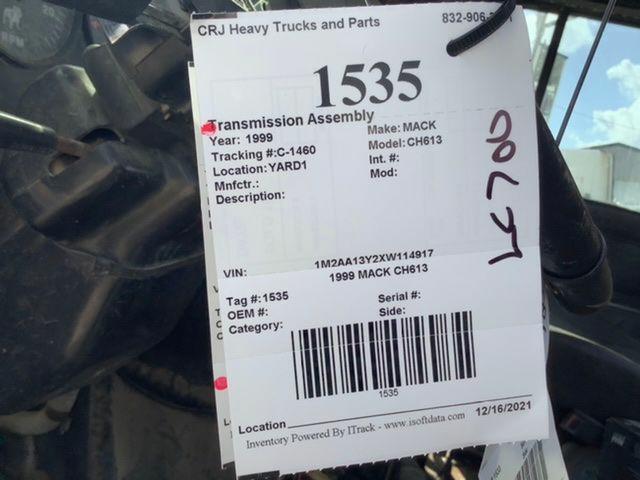 CRJ Heavy Trucks and Parts 832-906-
1535
Transmission Assembly
Year: 1999 Make: MACK
Tracking #:C-1460 Model: CH613
Location: YARD1 Int. #:
Mnfctr.: Mod:
Description:
VIN: 1M2AA13Y2XW114917
1999 MACK CH613
Tag #:1535 Serial #:
OEM #: Side:
Category:
1535
Location 12/16/2021
Inventory Powered By ITrack - www.isoftdata.com